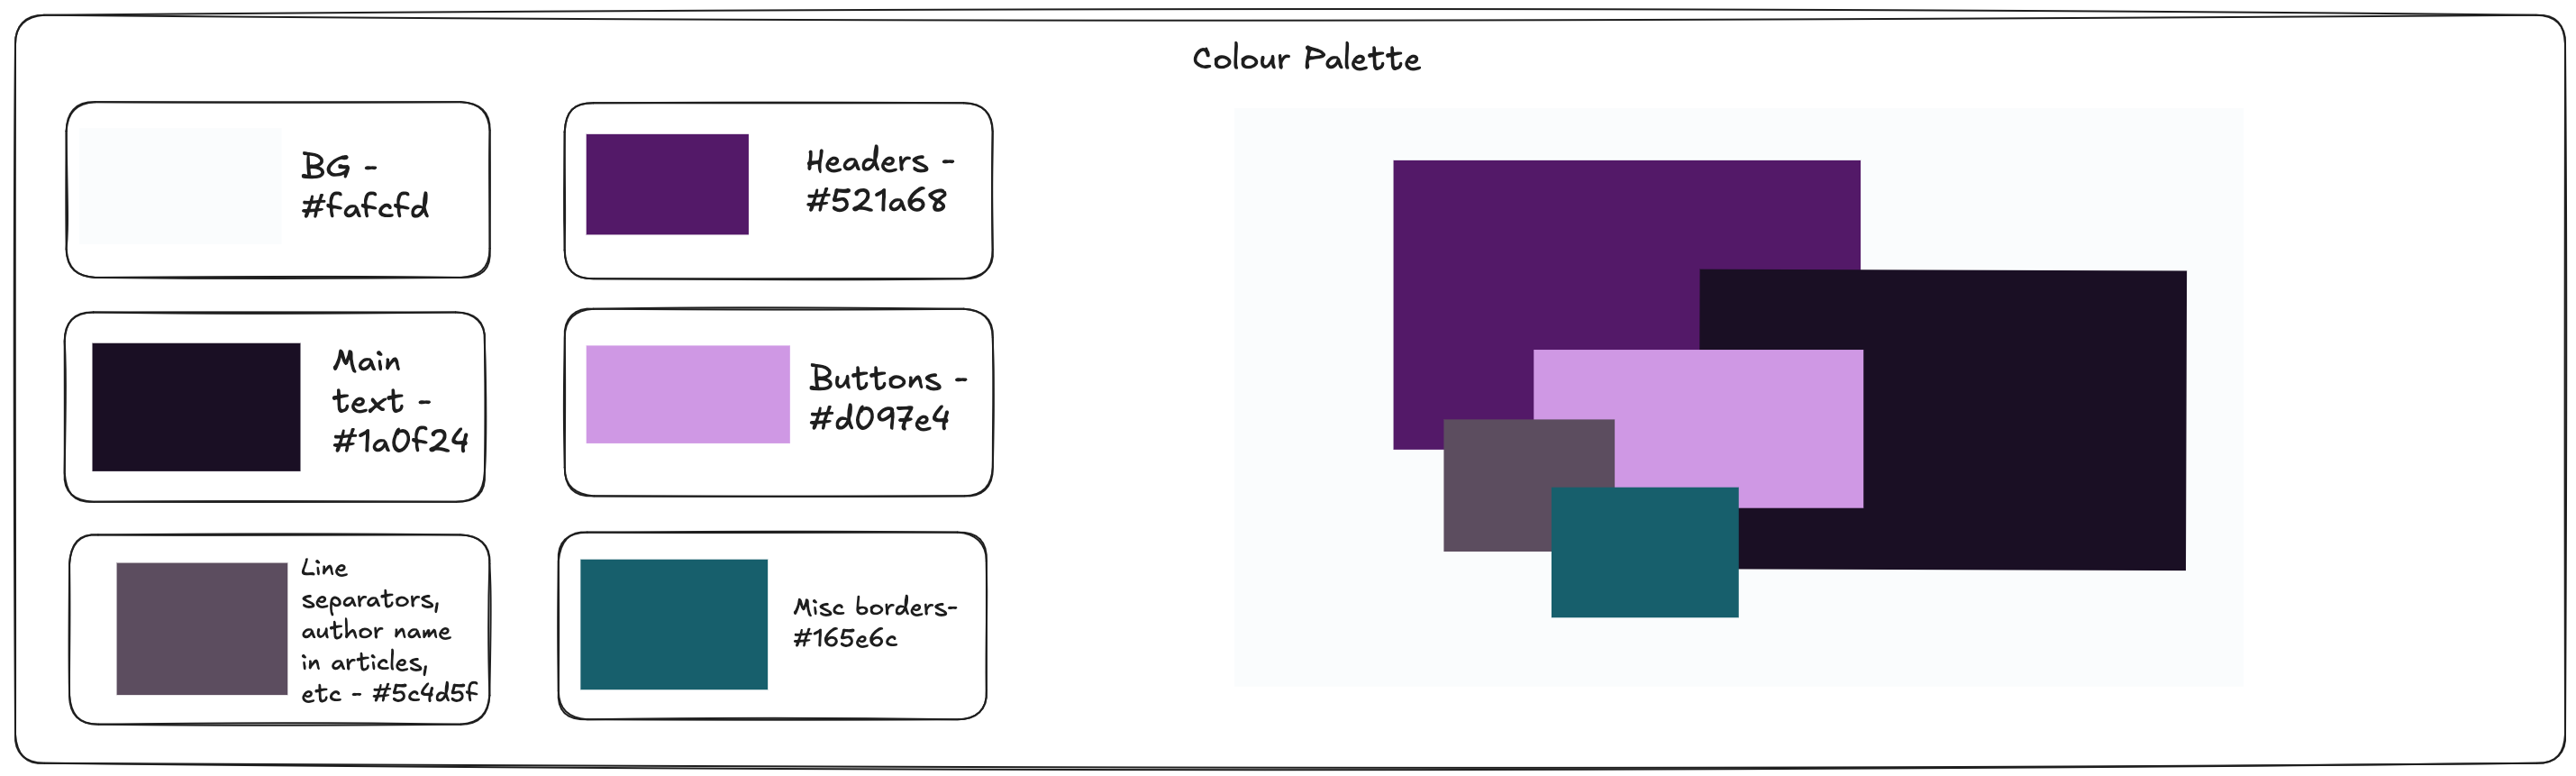 Colour Palette
BG -
#fafcfd
Headers -
#521a68
Main
text -
#1a0f24
Buttons -
#d097e4
Line
separators,
author name
in articles,
etc - #5c4d5f
Misc borders-
#165e6c